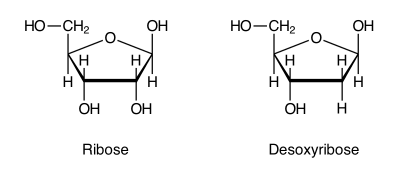 HO—CH₂ OH HO—CH₂ OH
O O
H H H H
H H H H
OH OH OH H
Ribose Desoxyribose